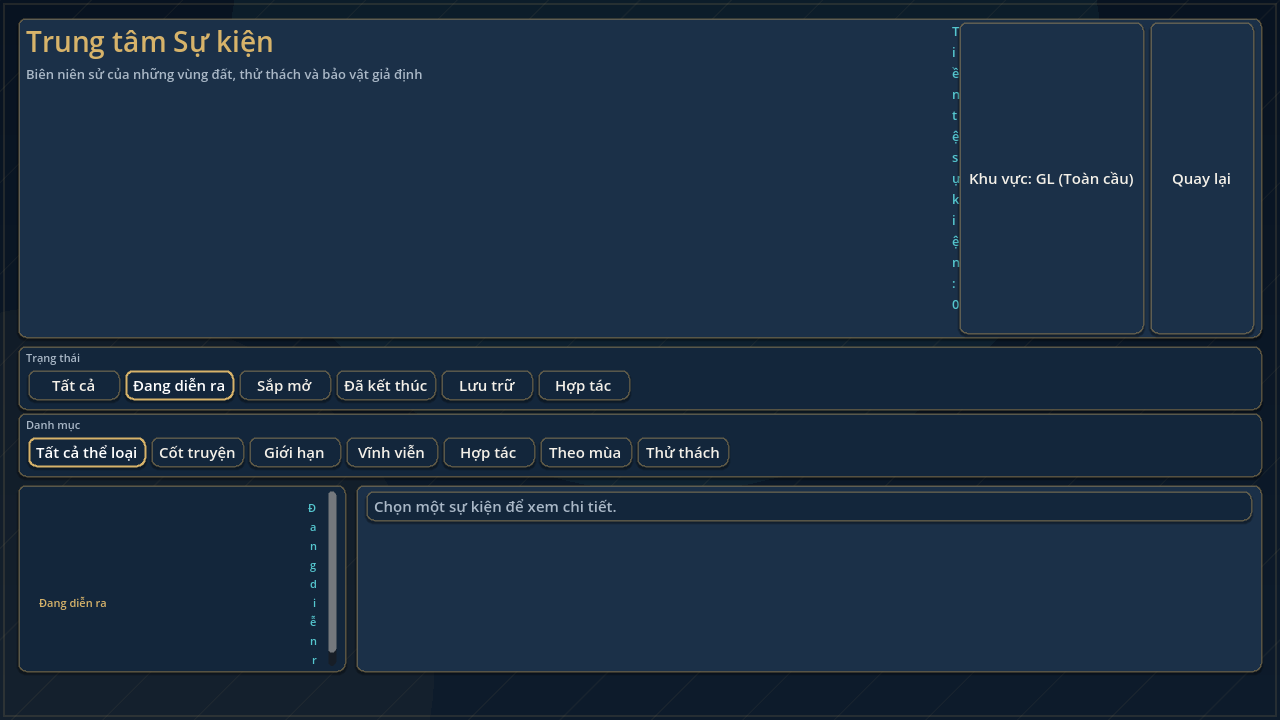 Trung tâm Sự kiện
Biên niên sử của những vùng đất, thử thách và bảo vật giả định
Tiền tệ sự kiện: 0
Khu vực: GL (Toàn cầu)
Quay lại
Trạng thái
Tất cả
Đang diễn ra
Sắp mở
Đã kết thúc
Lưu trữ
Hợp tác
Danh mục
Tất cả thể loại
Cốt truyện
Giới hạn
Vĩnh viễn
Hợp tác
Theo mùa
Thử thách
Đang diễn ra
Đang diễn r
Chọn một sự kiện để xem chi tiết.